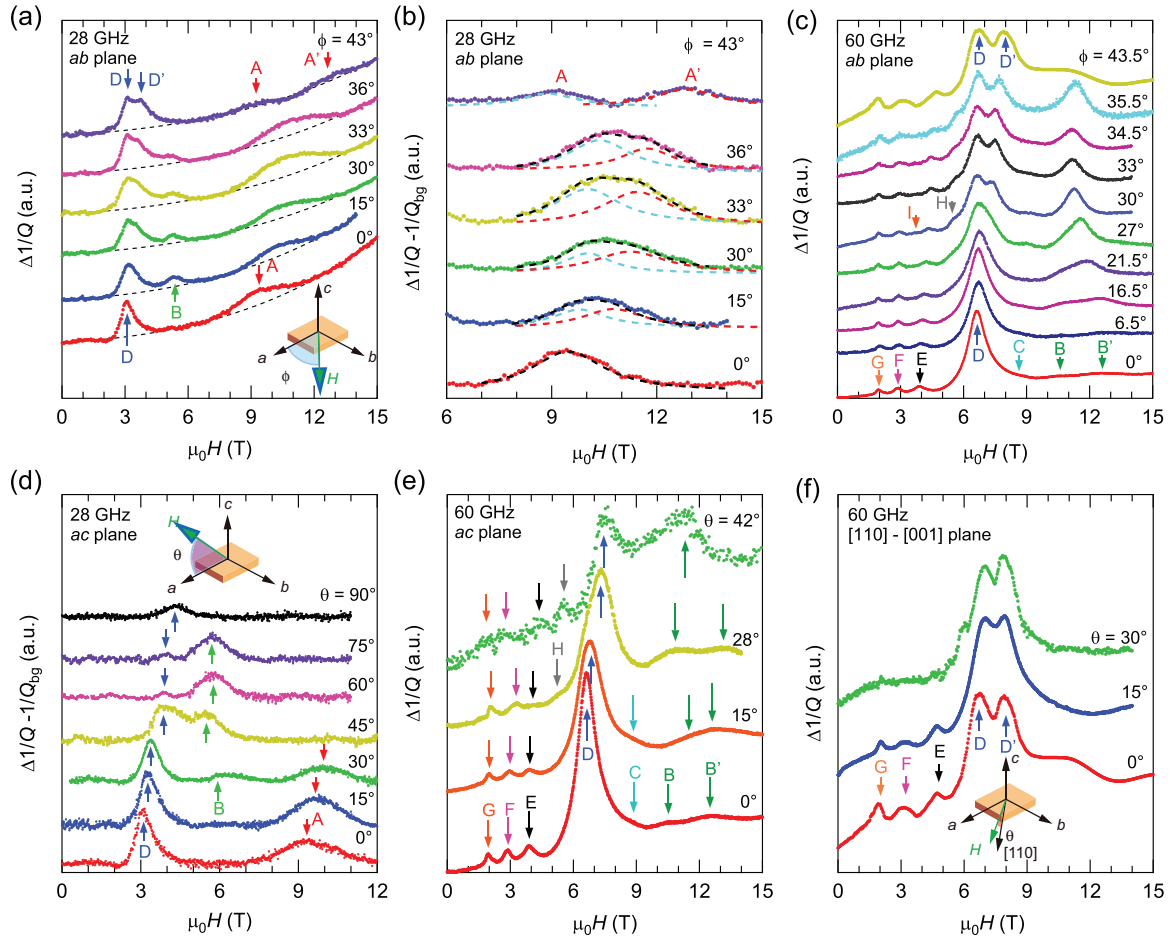 (a)
28 GHz
ab plane
ϕ = 43°
A'
A
D
D'
36°
33°
30°
15°
0°
A
B
D
c
a
b
ϕ
H
Δ1/Q (a.u.)
0 3 6 9 12 15
μ0H (T)
(b)
28 GHz
ab plane
ϕ = 43°
A
A'
36°
33°
30°
15°
0°
Δ1/Q -1/Qbg (a.u.)
0 3 6 9 12 15
μ0H (T)
(c)
60 GHz
ab plane
ϕ = 43.5°
D
D'
35.5°
34.5°
33°
30°
H
I
27°
21.5°
16.5°
6.5°
0°
G
F
E
D
C
B
B'
Δ1/Q (a.u.)
0 3 6 9 12 15
μ0H (T)
(d)
28 GHz
ac plane
c
H
θ
a
b
θ = 90°
75°
60°
45°
30°
B
15°
A
0°
D
Δ1/Q -1/Qbg (a.u.)
0 3 6 9 12
μ0H (T)
(e)
60 GHz
ac plane
θ = 42°
28°
H
15°
D
C
B
B'
0°
G
F
E
Δ1/Q (a.u.)
0 3 6 9 12 15
μ0H (T)
(f)
60 GHz
[110] - [001] plane
θ = 30°
15°
0°
G
F
E
D
D'
c
a
b
θ
H
[110]
Δ1/Q (a.u.)
0 3 6 9 12 15
μ0H (T)